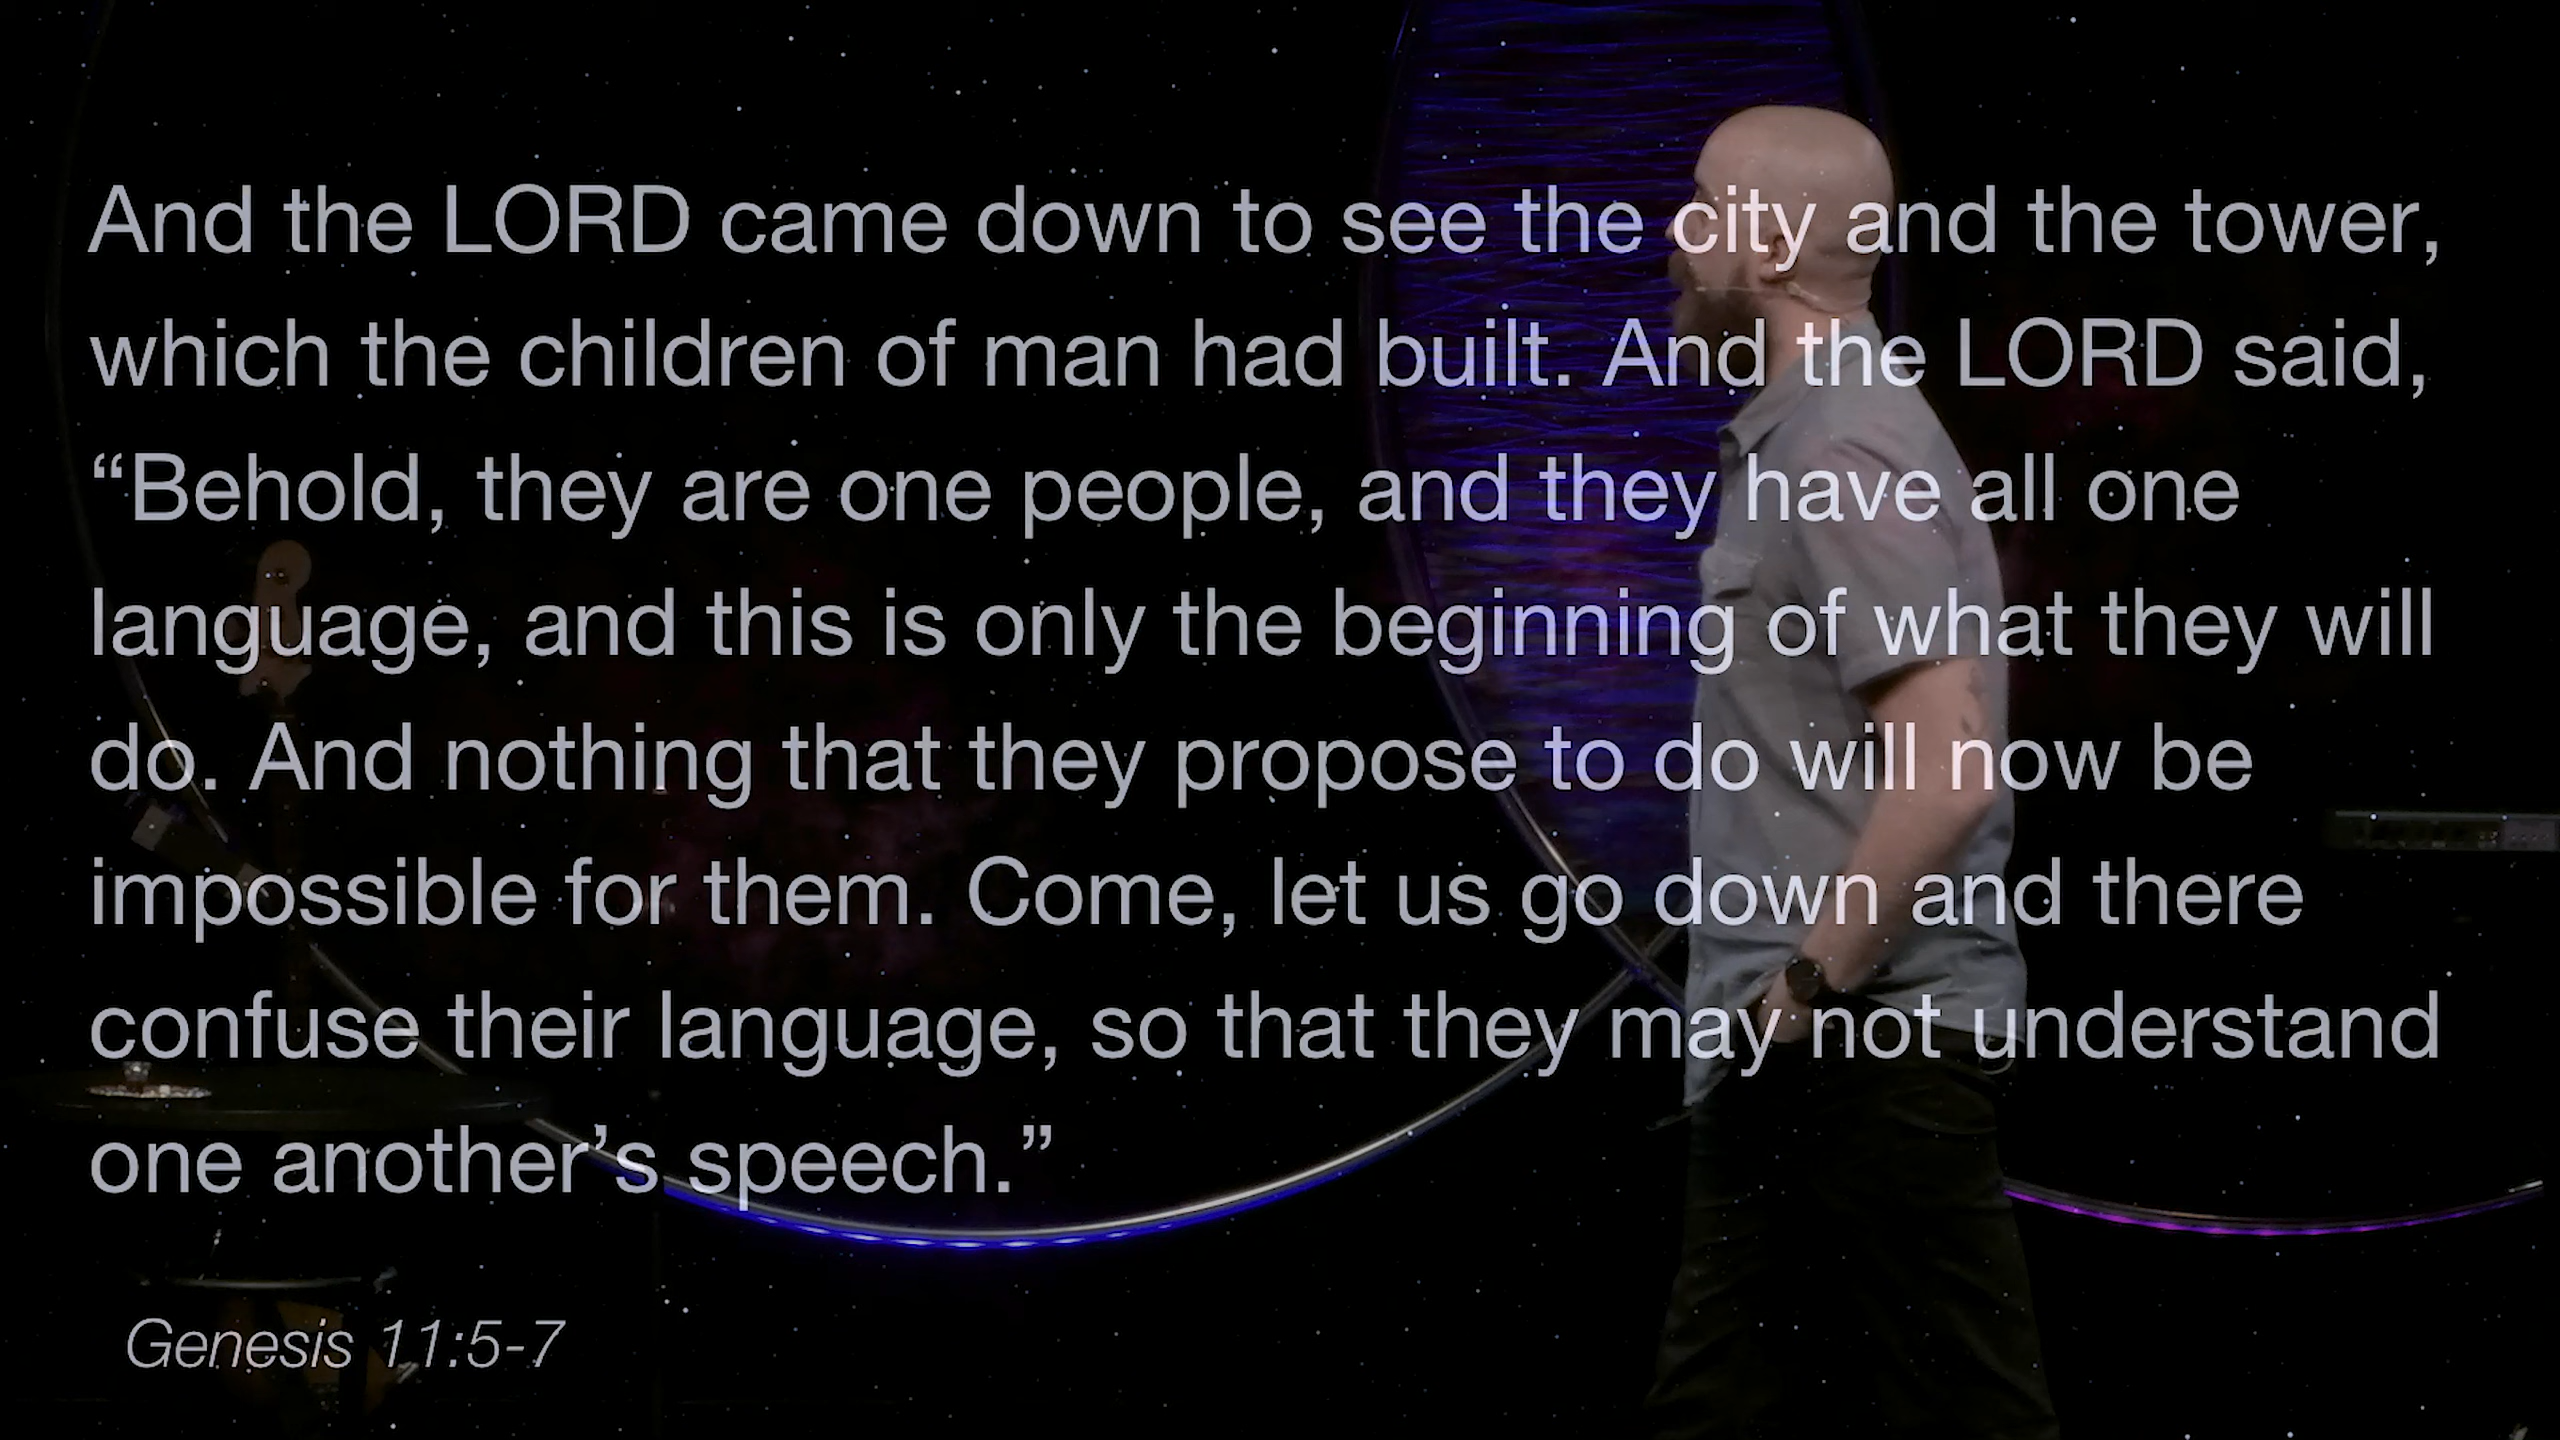 And the LORD came down to see the city and the tower,
which the children of man had built. And the LORD said,
“Behold, they are one people, and they have all one
language, and this is only the beginning of what they will
do. And nothing that they propose to do will now be
impossible for them. Come, let us go down and there
confuse their language, so that they may not understand
one another’s speech.”
Genesis 11:5-7